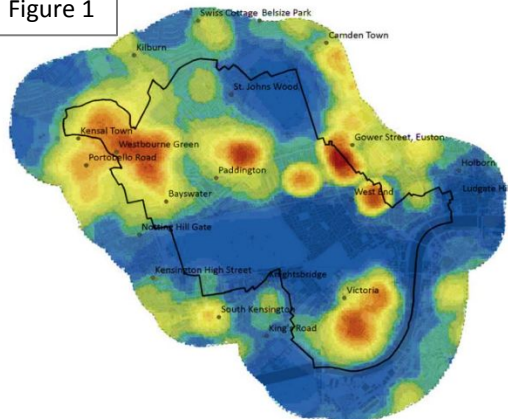 Figure 1
Swiss Cottage Belsize Park
Camden Town
Kilburn
St. Johns Wood
Kensal Town
Westbourne Green
Gower Street, Euston
Portobello Road
Holborn
Paddington
Bayswater
West End
Ludgate Hi
Notting Hill Gate
Kensington High Street
Knightsbridge
Victoria
South Kensington
King's Road